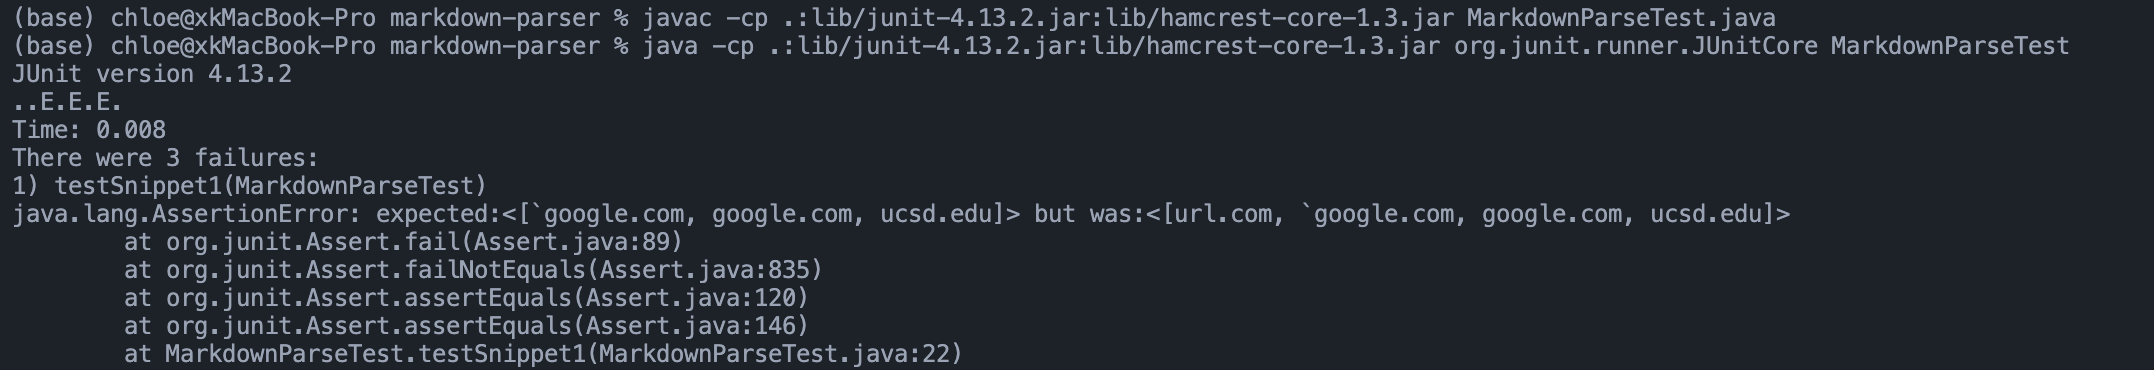 (base) chloe@xkMacBook-Pro markdown-parser % javac -cp .:lib/junit-4.13.2.jar:lib/hamcrest-core-1.3.jar MarkdownParseTest.java
(base) chloe@xkMacBook-Pro markdown-parser % java -cp .:lib/junit-4.13.2.jar:lib/hamcrest-core-1.3.jar org.junit.runner.JUnitCore MarkdownParseTest
JUnit version 4.13.2
..E.E.E.
Time: 0.008
There were 3 failures:
1) testSnippet1(MarkdownParseTest)
java.lang.AssertionError: expected:<[`google.com, google.com, ucsd.edu]> but was:<[url.com, `google.com, google.com, ucsd.edu]>
        at org.junit.Assert.fail(Assert.java:89)
        at org.junit.Assert.failNotEquals(Assert.java:835)
        at org.junit.Assert.assertEquals(Assert.java:120)
        at org.junit.Assert.assertEquals(Assert.java:146)
        at MarkdownParseTest.testSnippet1(MarkdownParseTest.java:22)